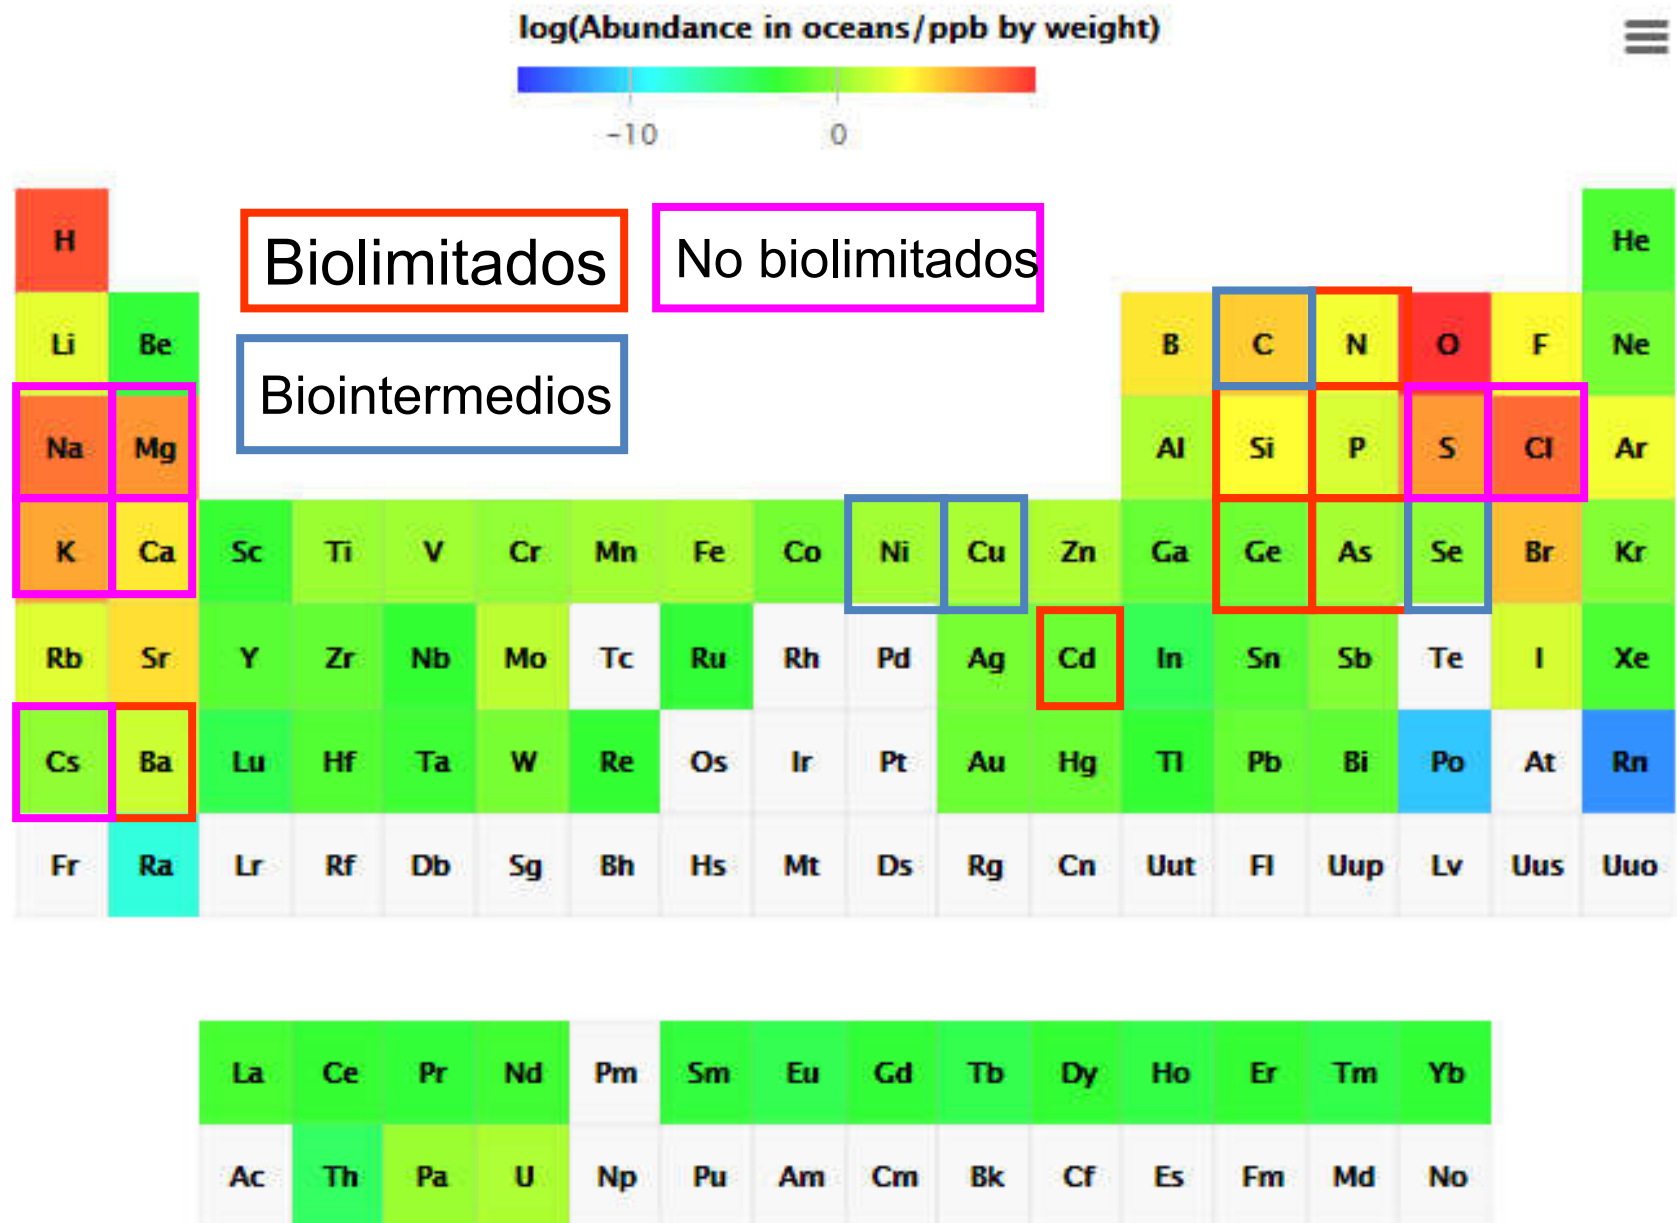 log(Abundance in oceans/ppb by weight)
-10 0
H Biolimitados No biolimitados He
Li Be B C N O F Ne
Biointermedios
Na Mg Al Si P S Cl Ar
K Ca Sc Ti V Cr Mn Fe Co Ni Cu Zn Ga Ge As Se Br Kr
Rb Sr Y Zr Nb Mo Tc Ru Rh Pd Ag Cd In Sn Sb Te I Xe
Cs Ba Lu Hf Ta W Re Os Ir Pt Au Hg Tl Pb Bi Po At Rn
Fr Ra Lr Rf Db Sg Bh Hs Mt Ds Rg Cn Uut Fl Uup Lv Uus Uuo
La Ce Pr Nd Pm Sm Eu Gd Tb Dy Ho Er Tm Yb
Ac Th Pa U Np Pu Am Cm Bk Cf Es Fm Md No